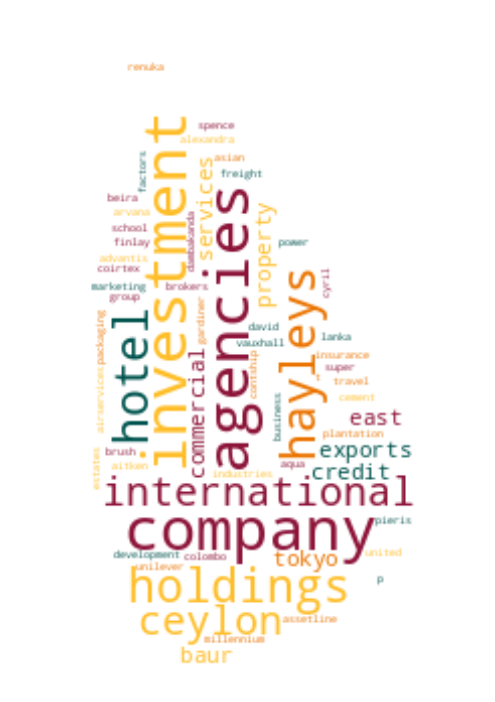 renuka
spence
alexandra
investment
asian
factors
services
freight
agencies
beira
arvana
property
dambakanda
school
finlay
power
advantis
coirtex
hayleys
cyril
marketing
brokers
group
hotel
packaging
gardiner
david
lanka
vauxhall
commercial
contship
insurance
airservices
super
t
travel
business
cement
east
plantation
exports
brush
estates
aitken
industries
aqua
credit
international
company
pieris
development
colombo
tokyo
united
unilever
holdings
p
ceylon
assetline
millennium
baur